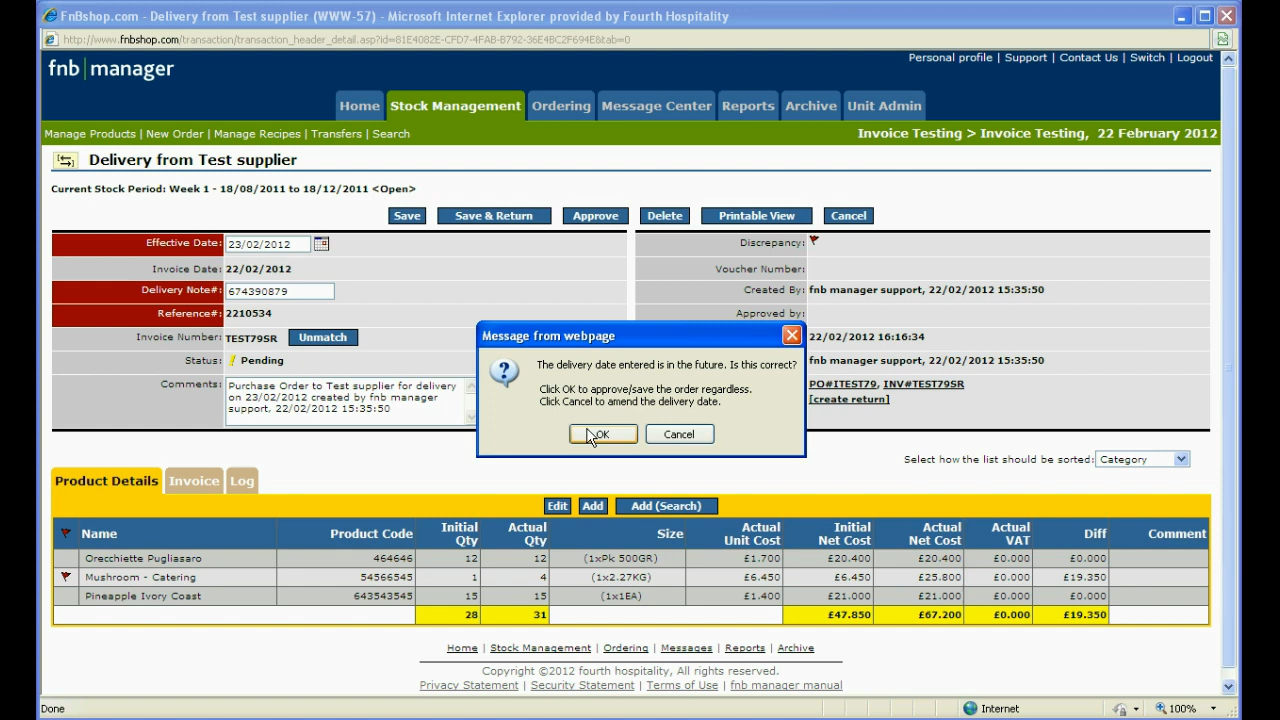 FnBshop.com - Delivery from Test supplier (WWW-57) - Microsoft Internet Explorer provided by Fourth Hospitality
http://www.fnbshop.com/transaction/transaction_header_detail.asp?id=81E4082E-CFD7-4FAB-B792-36E4BC2F694E&tab=0
fnb|manager
Personal profile | Support | Contact Us | Switch | Logout
Home Stock Management Ordering Message Center Reports Archive Unit Admin
Manage Products | New Order | Manage Recipes | Transfers | Search
Invoice Testing > Invoice Testing, 22 February 2012
Delivery from Test supplier
Current Stock Period: Week 1 - 18/08/2011 to 18/12/2011 <Open>
Save Save & Return Approve Delete Printable View Cancel
Effective Date: 23/02/2012
Invoice Date: 22/02/2012
Delivery Note#: 674390879
Reference#: 2210534
Invoice Number: TEST79SR Unmatch
Status: Pending
Comments: Purchase Order to Test supplier for delivery
on 23/02/2012 created by fnb manager
support, 22/02/2012 15:35:50
Discrepancy:
Voucher Number:
Created By: fnb manager support, 22/02/2012 15:35:50
Approved by:
22/02/2012 16:16:34
fnb manager support, 22/02/2012 15:35:50
PO#ITEST79, INV#TEST79SR
[create return]
Message from webpage
The delivery date entered is in the future. Is this correct?
Click OK to approve/save the order regardless.
Click Cancel to amend the delivery date.
OK Cancel
Select how the list should be sorted: Category
Product Details Invoice Log
Edit Add Add (Search)
Name Product Code Initial Qty Actual Qty Size Actual Unit Cost Initial Net Cost Actual Net Cost Actual VAT Diff Comment
Orecchiette Pugliasaro 464646 12 12 (1xPk 500GR) £1.700 £20.400 £20.400 £0.000 £0.000
Mushroom - Catering 54566545 1 4 (1x2.27KG) £6.450 £6.450 £25.800 £0.000 £19.350
Pineapple Ivory Coast 643543545 15 15 (1x1EA) £1.400 £21.000 £21.000 £0.000 £0.000
28 31 £47.850 £67.200 £0.000 £19.350
Home | Stock Management | Ordering | Messages | Reports | Archive
Copyright ©2012 fourth hospitality, All rights reserved.
Privacy Statement | Security Statement | Terms of Use | fnb manager manual
Done Internet 100%